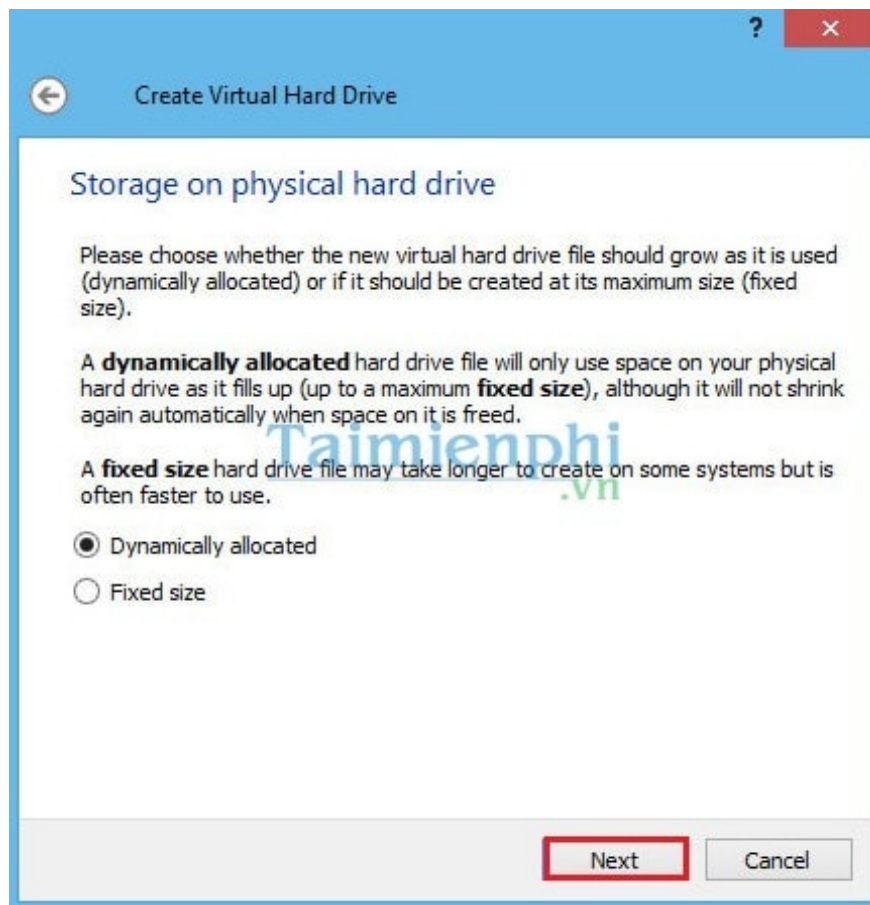 ?
Create Virtual Hard Drive
Storage on physical hard drive
Please choose whether the new virtual hard drive file should grow as it is used
(dynamically allocated) or if it should be created at its maximum size (fixed
size).
A dynamically allocated hard drive file will only use space on your physical
hard drive as it fills up (up to a maximum fixed size), although it will not shrink
again automatically when space on it is freed.
Taimienphi
.vn
A fixed size hard drive file may take longer to create on some systems but is
often faster to use.
Dynamically allocated
Fixed size
Next
Cancel